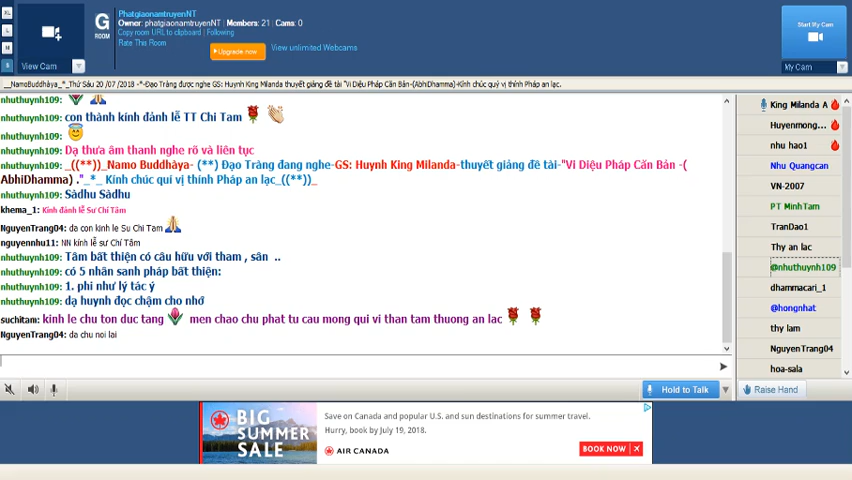 XL
L
M
S
View Cam
G
ROOM
PhatgiaonamtruyenNT
Owner: phatgiaonamtruyenNT | Members: 21 | Cams: 0
Copy room URL to clipboard | Following
Rate This Room
Upgrade now
View unlimited Webcams
Start My Cam
My Cam
__NamoBuddhàya_*_Thứ Sáu 20 /07 /2018 -*-Đạo Tràng được nghe GS: Huynh King Milanda thuyết giảng đề tài "Vi Diệu Pháp Căn Bản-(AbhiDhamma)-Kính chúc quý vị thính Pháp an lạc.
nhuthuynh109:
nhuthuynh109: con thành kính đảnh lễ TT Chi Tam
nhuthuynh109:
nhuthuynh109: Dạ thưa âm thanh nghe rõ và liên tục
nhuthuynh109: _((**))_Namo Buddhàya- (**) Đạo Tràng đang nghe-GS: Huynh King Milanda-thuyết giảng đề tài-"Vi Diệu Pháp Căn Bản -(
AbhiDhamma) ."_*_ Kính chúc quí vị thính Pháp an lạc_((**))_
nhuthuynh109: Sàdhu Sàdhu
khema_1: Kính đảnh lễ Sư Chí Tâm
NguyenTrang04: da con kinh le Su Chi Tam
nguyennhu11: NN kính lễ sư Chí Tâm
nhuthuynh109: Tâm bất thiện có câu hữu với tham , sân ..
nhuthuynh109: có 5 nhân sanh pháp bất thiện:
nhuthuynh109: 1. phi như lý tác ý
nhuthuynh109: dạ huynh đọc chậm cho nhớ
suchitam: kinh le chu ton duc tang men chao chu phat tu cau mong qui vi than tam thuong an lac
NguyenTrang04: da chu noi lai
King Milanda A
Huyenmong...
nhu hao1
Nhu Quangcan
VN-2007
PT MinhTam
TranDao1
Thy an lac
@nhuthuynh109
dhammacari_1
@hongnhat
thy lam
NguyenTrang04
hoa-sala
Hold to Talk
Raise Hand
BIG
SUMMER
SALE
Save on Canada and popular U.S. and sun destinations for summer travel.
Hurry, book by July 19, 2018.
AIR CANADA
BOOK NOW